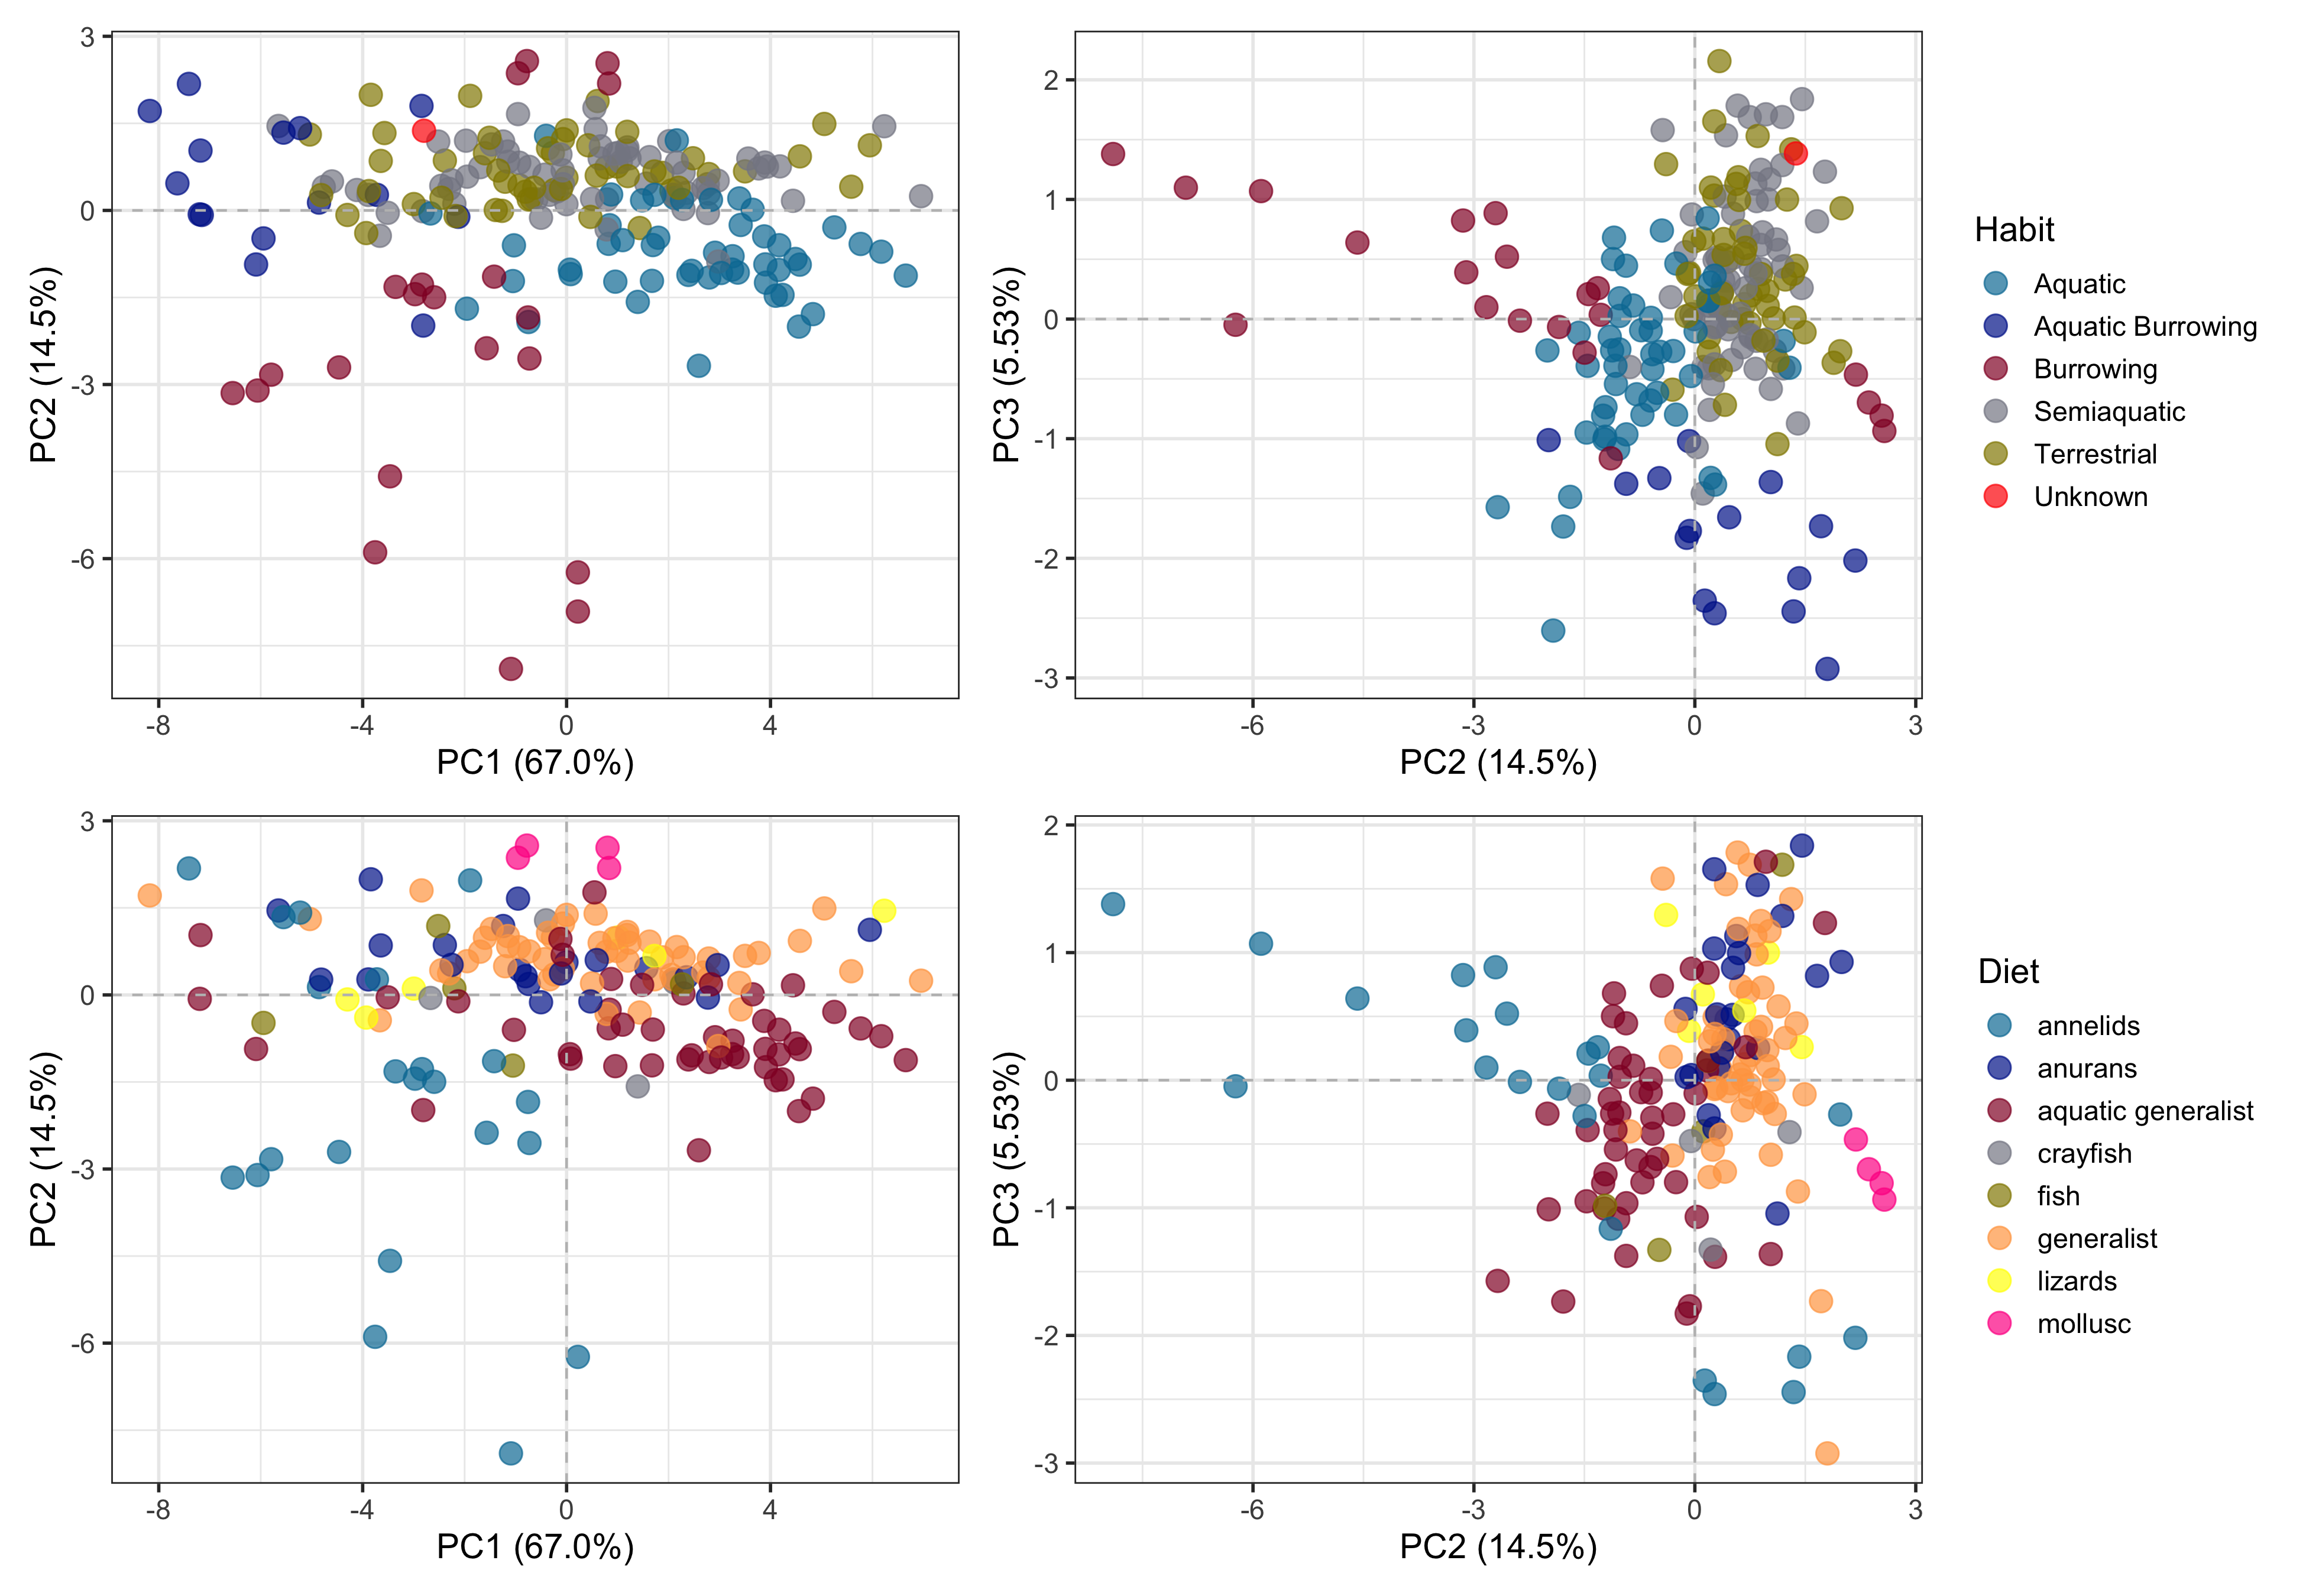 3
0
-3
-6
-8
-4
0
4
PC1 (67.0%)
PC2 (14.5%)
2
1
0
-1
-2
-3
-6
-3
0
3
PC2 (14.5%)
PC3 (5.53%)
Habit
Aquatic
Aquatic Burrowing
Burrowing
Semiaquatic
Terrestrial
Unknown
3
0
-3
-6
-8
-4
0
4
PC1 (67.0%)
PC2 (14.5%)
2
1
0
-1
-2
-3
-6
-3
0
3
PC2 (14.5%)
PC3 (5.53%)
Diet
annelids
anurans
aquatic generalist
crayfish
fish
generalist
lizards
mollusc